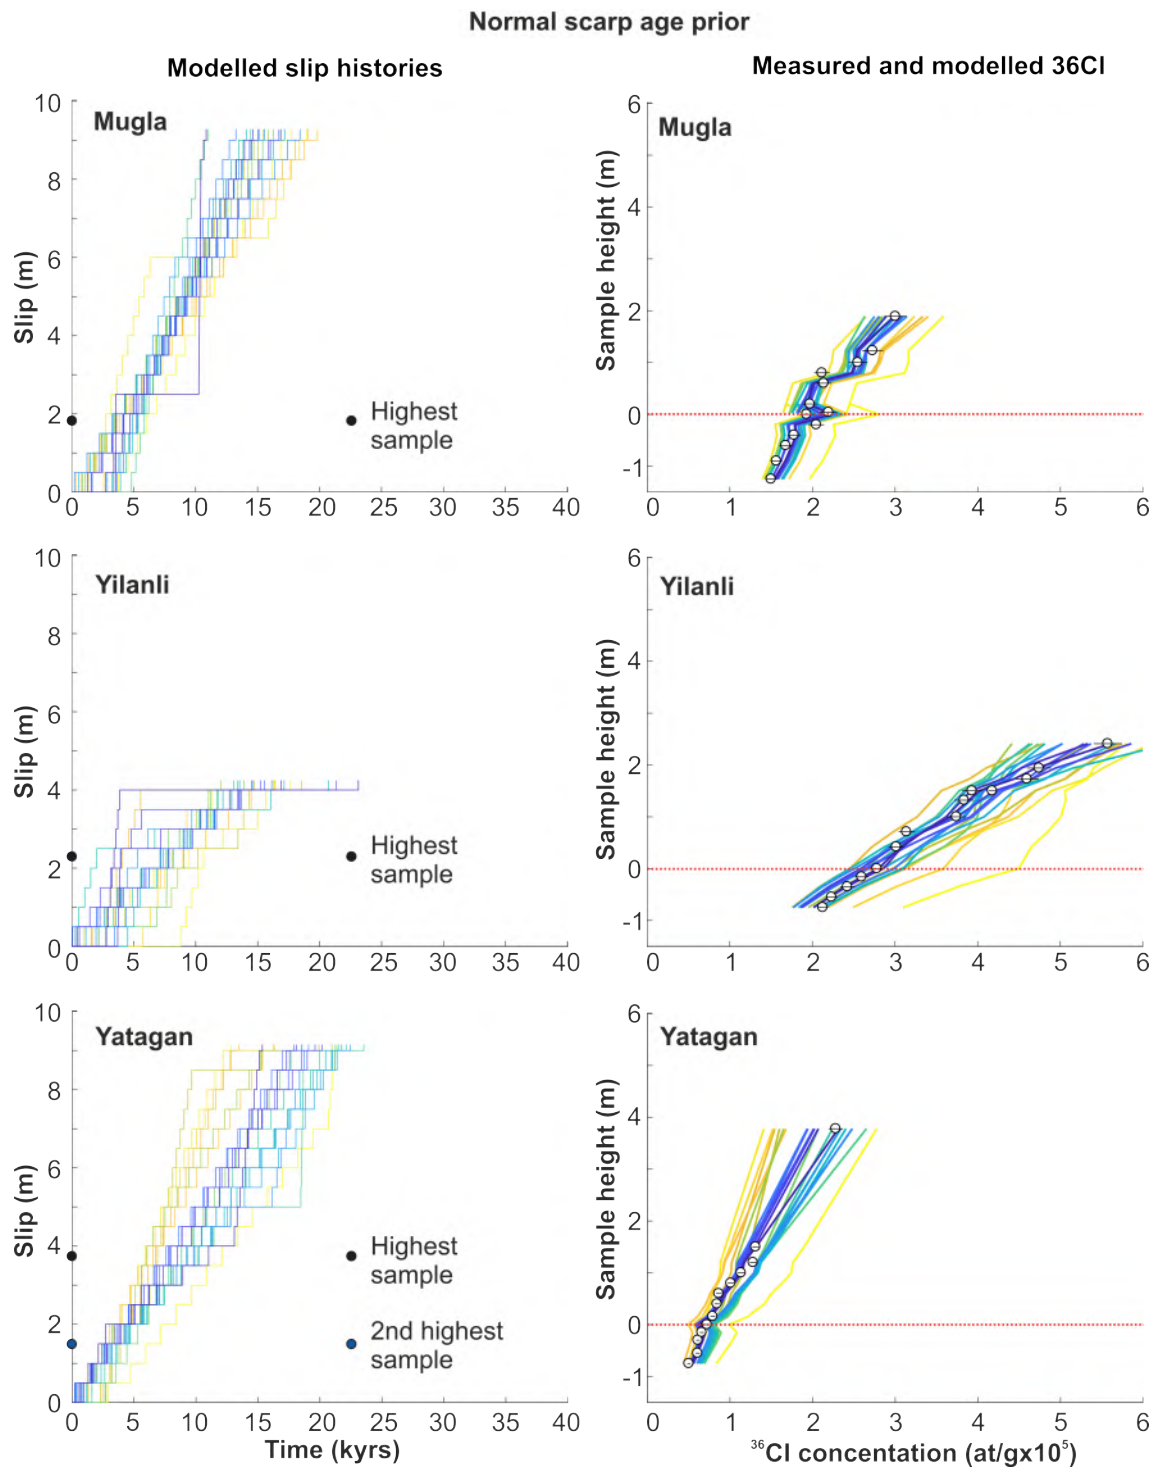 Normal scarp age prior
Modelled slip histories
Measured and modelled 36Cl
10
8
6
4
2
0
Slip (m)
Mugla
Highest
sample
0 5 10 15 20 25 30 35 40
6
4
2
0
-1
Sample height (m)
Mugla
0 1 2 3 4 5 6
10
8
6
4
2
0
Slip (m)
Yilanli
Highest
sample
0 5 10 15 20 25 30 35 40
6
4
2
0
-1
Sample height (m)
Yilanli
0 1 2 3 4 5 6
10
8
6
4
2
0
Slip (m)
Yatagan
Highest
sample
2nd highest
sample
0 5 10 15 20 25 30 35 40
Time (kyrs)
6
4
2
0
-1
Sample height (m)
Yatagan
0 1 2 3 4 5 6
³⁶Cl concentation (at/gx10⁵)